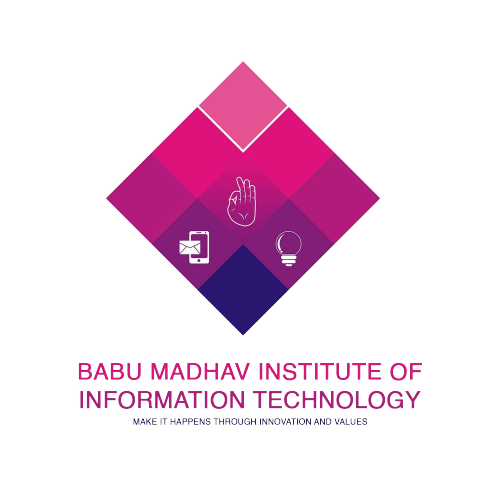 BABU MADHAV INSTITUTE OF
INFORMATION TECHNOLOGY
MAKE IT HAPPENS THROUGH INNOVATION AND VALUES